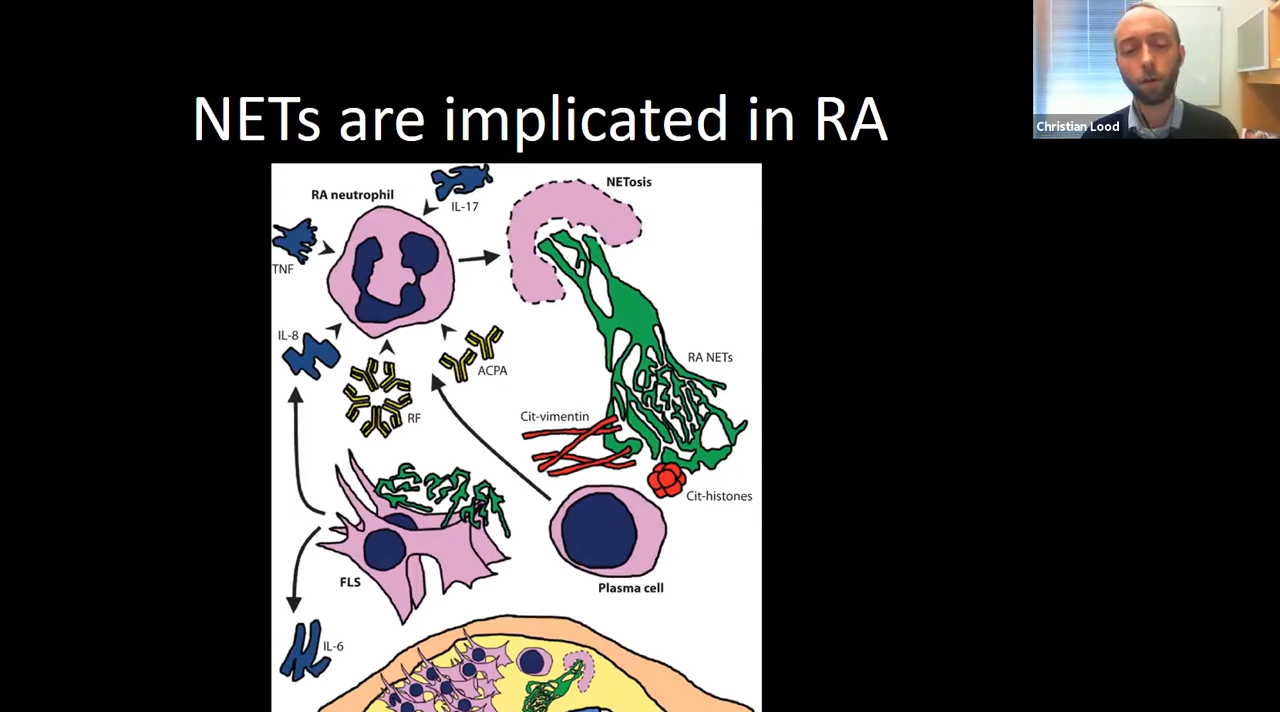 NETs are implicated in RA
Christian Lood
RA neutrophil
IL-17
NETosis
TNF
IL-8
ACPA
RF
RA NETs
Cit-vimentin
Cit-histones
FLS
Plasma cell
IL-6